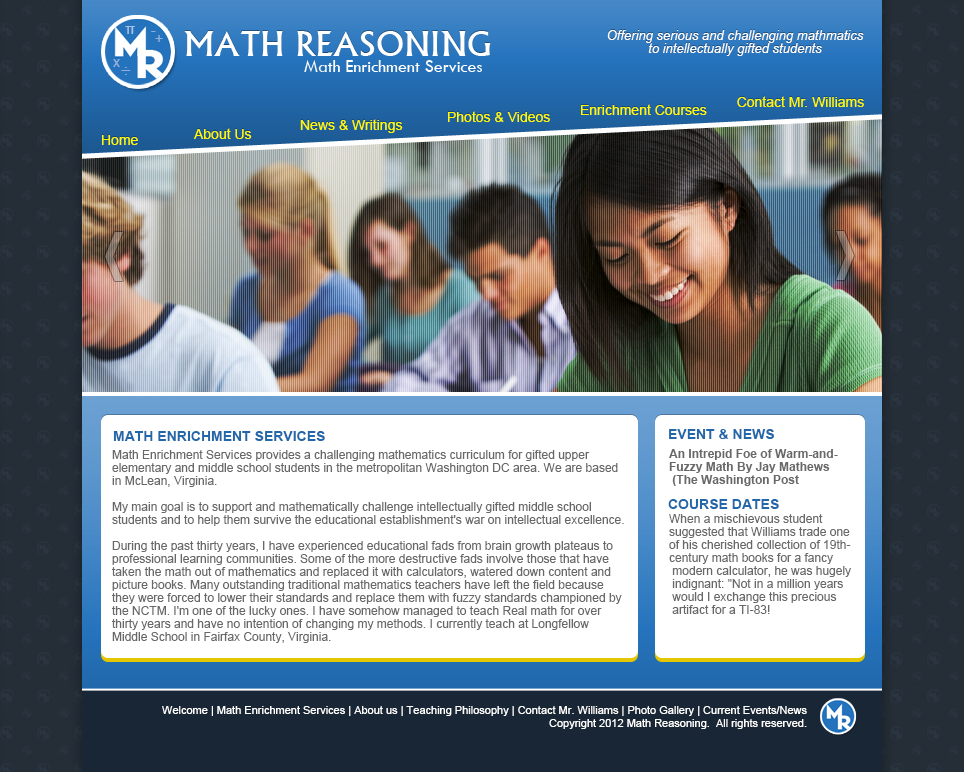 MR
MATH REASONING
Math Enrichment Services
Offering serious and challenging mathmatics
to intellectually gifted students
Home
About Us
News & Writings
Photos & Videos
Enrichment Courses
Contact Mr. Williams
MATH ENRICHMENT SERVICES
Math Enrichment Services provides a challenging mathematics curriculum for gifted upper
elementary and middle school students in the metropolitan Washington DC area. We are based
in McLean, Virginia.
My main goal is to support and mathematically challenge intellectually gifted middle school
students and to help them survive the educational establishment's war on intellectual excellence.
During the past thirty years, I have experienced educational fads from brain growth plateaus to
professional learning communities. Some of the more destructive fads involve those that have
taken the math out of mathematics and replaced it with calculators, watered down content and
picture books. Many outstanding traditional mathematics teachers have left the field because
they were forced to lower their standards and replace them with fuzzy standards championed by
the NCTM. I'm one of the lucky ones. I have somehow managed to teach Real math for over
thirty years and have no intention of changing my methods. I currently teach at Longfellow
Middle School in Fairfax County, Virginia.
EVENT & NEWS
An Intrepid Foe of Warm-and-
Fuzzy Math By Jay Mathews
(The Washington Post
COURSE DATES
When a mischievous student
suggested that Williams trade one
of his cherished collection of 19th-
century math books for a fancy
modern calculator, he was hugely
indignant: "Not in a million years
would I exchange this precious
artifact for a TI-83!
Welcome | Math Enrichment Services | About us | Teaching Philosophy | Contact Mr. Williams | Photo Gallery | Current Events/News
Copyright 2012 Math Reasoning. All rights reserved.
MR